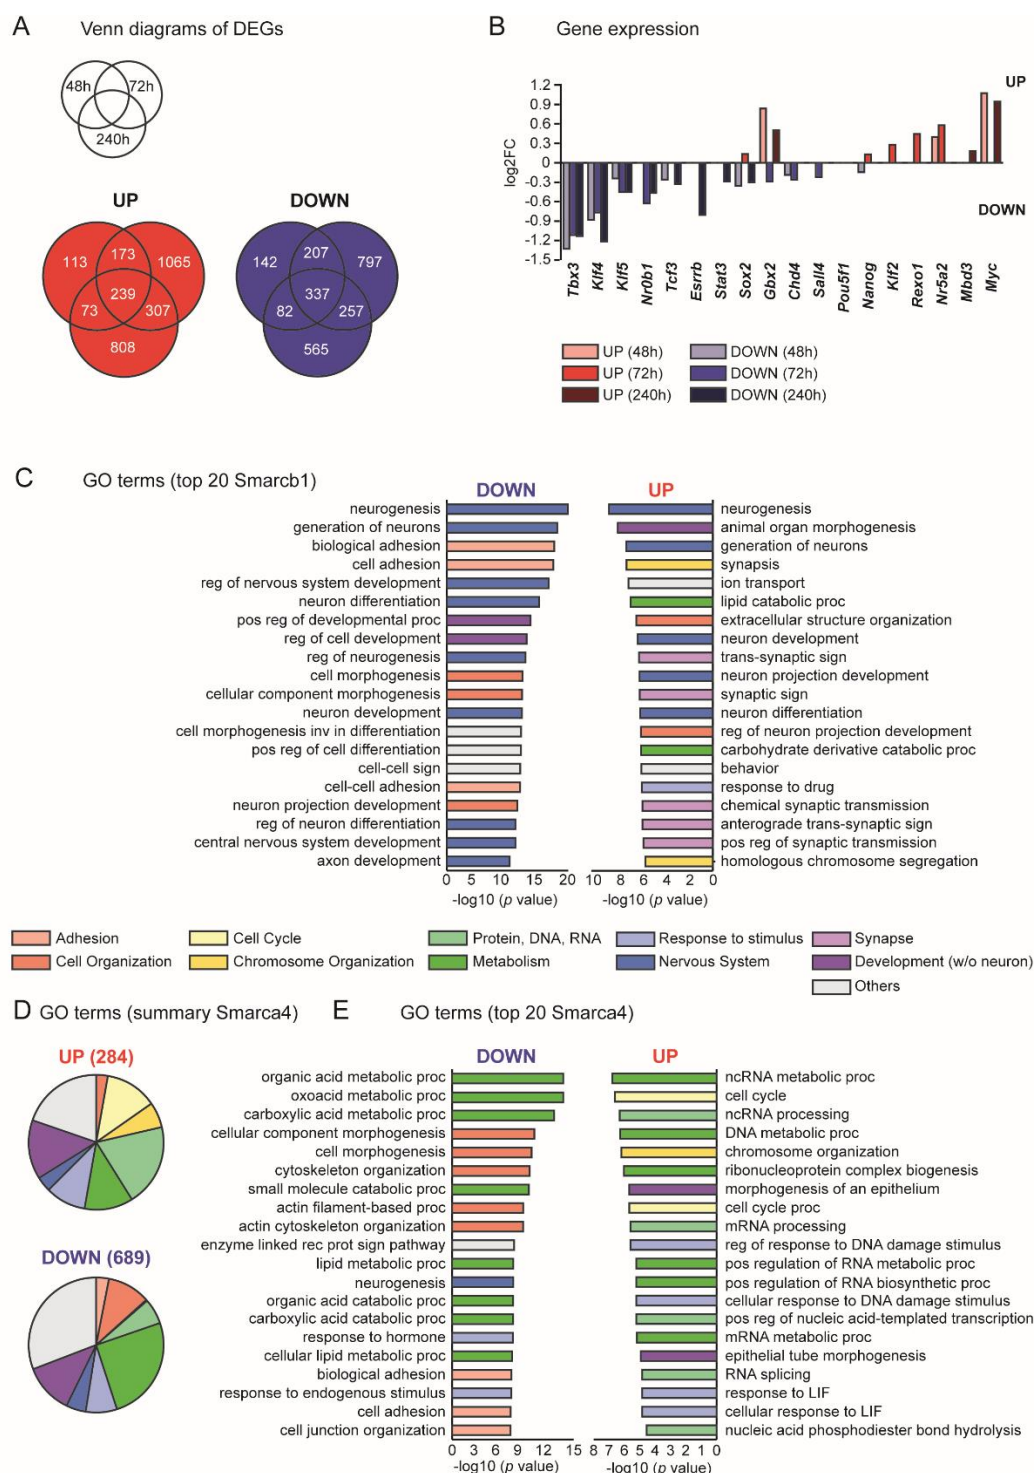 A Venn diagrams of DEGs
48h 72h
240h
UP DOWN
113 173 1065
239
73 307
808
142 207 797
337
82 257
565
B Gene expression
UP
DOWN
log2FC
1.2
0.9
0.6
0.3
0
-0.3
-0.6
-0.9
-1.2
-1.5
Tbx3
Klf4
Klf5
Nr0b1
Tcf3
Esrrb
Stat3
Sox2
Gbx2
Chd4
Sall4
Pou5f1
Nanog
Klf2
Rexo1
Nr5a2
Mbd3
Myc
UP (48h) DOWN (48h)
UP (72h) DOWN (72h)
UP (240h) DOWN (240h)
C GO terms (top 20 Smarcb1)
DOWN UP
neurogenesis neurogenesis
generation of neurons animal organ morphogenesis
biological adhesion generation of neurons
cell adhesion synapsis
reg of nervous system development ion transport
neuron differentiation lipid catabolic proc
pos reg of developmental proc extracellular structure organization
reg of cell development neuron development
reg of neurogenesis trans-synaptic sign
cell morphogenesis neuron projection development
cellular component morphogenesis synaptic sign
neuron development neuron differentiation
cell morphogenesis inv in differentiation reg of neuron projection development
pos reg of cell differentiation carbohydrate derivative catabolic proc
cell-cell sign behavior
cell-cell adhesion response to drug
neuron projection development chemical synaptic transmission
reg of neuron differentiation anterograde trans-synaptic sign
central nervous system development pos reg of synaptic transmission
axon development homologous chromosome segregation
0 5 10 15 20 10 8 6 4 2 0
-log10 (p value) -log10 (p value)
Adhesion Cell Cycle Protein, DNA, RNA Response to stimulus Synapse
Cell Organization Chromosome Organization Metabolism Nervous System Development (w/o neuron)
Others
D GO terms (summary Smarca4)
UP (284)
DOWN (689)
E GO terms (top 20 Smarca4)
DOWN UP
organic acid metabolic proc ncRNA metabolic proc
oxoacid metabolic proc cell cycle
carboxylic acid metabolic proc ncRNA processing
cellular component morphogenesis DNA metabolic proc
cell morphogenesis chromosome organization
cytoskeleton organization ribonucleoprotein complex biogenesis
small molecule catabolic proc morphogenesis of an epithelium
actin filament-based proc cell cycle proc
actin cytoskeleton organization mRNA processing
enzyme linked rec prot sign pathway reg of response to DNA damage stimulus
lipid metabolic proc pos regulation of RNA metabolic proc
neurogenesis pos regulation of RNA biosynthetic proc
organic acid catabolic proc cellular response to DNA damage stimulus
carboxylic acid catabolic proc pos reg of nucleic acid-templated transcription
response to hormone mRNA metabolic proc
cellular lipid metabolic proc epithelial tube morphogenesis
biological adhesion RNA splicing
response to endogenous stimulus response to LIF
cell adhesion cellular response to LIF
cell junction organization nucleic acid phosphodiester bond hydrolysis
0 3 6 9 12 15 8 7 6 5 4 3 2 1 0
-log10 (p value) -log10 (p value)